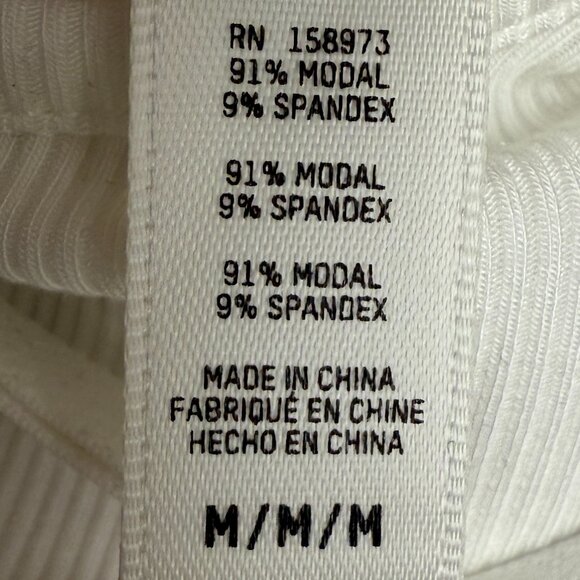 RN 158973
91% MODAL
9% SPANDEX
91% MODAL
9% SPANDEX
91% MODAL
9% SPANDEX
MADE IN CHINA
FABRIQUÉ EN CHINE
HECHO EN CHINA
M/M/M